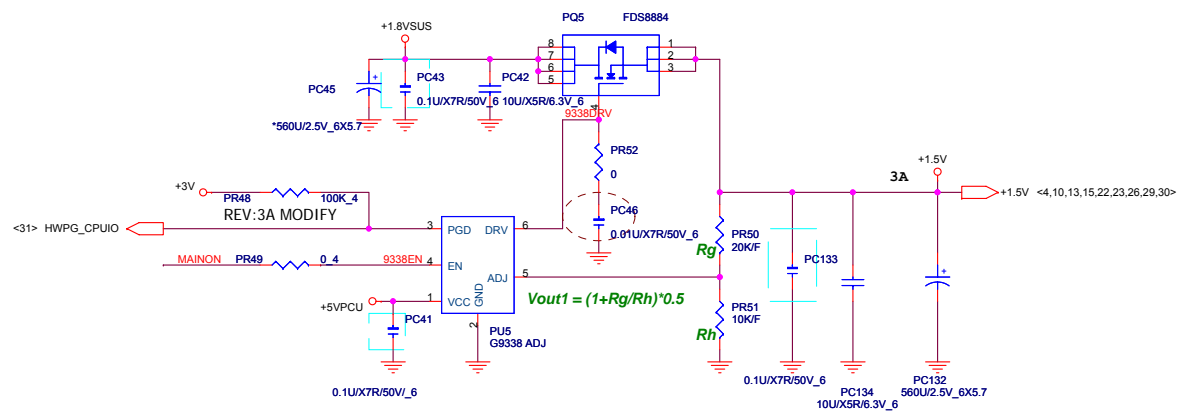 PQ5 FDS8884
+1.8VSUS
8
7
6
5
1
2
3
4
PC45
PC43
PC42
0.1U/X7R/50V_6
10U/X5R/6.3V_6
*560U/2.5V_6X5.7
9338DRV
PR52
0
+3V
PR48
100K_4
REV:3A MODIFY
PC46
0.01U/X7R/50V_6
3A
+1.5V
+1.5V <4,10,13,15,22,23,26,29,30>
<31> HWPG_CPUIO
3 PGD DRV 6
MAINON PR49 0_4 9338EN 4 EN
ADJ 5
+5VPCU
1 VCC GND 2
PC41
PU5
G9338 ADJ
0.1U/X7R/50V/_6
Rg
PR50
20K/F
Vout1 = (1+Rg/Rh)*0.5
PR51
10K/F
Rh
PC133
0.1U/X7R/50V_6
PC134
10U/X5R/6.3V_6
PC132
560U/2.5V_6X5.7